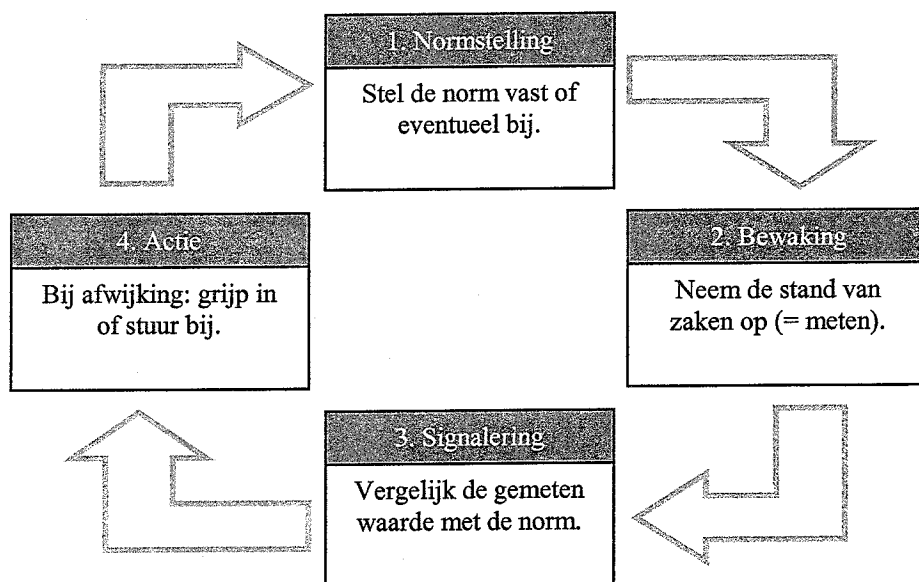 1. Normstelling
Stel de norm vast of
eventueel bij.
2. Bewaking
Neem de stand van
zaken op (= meten).
3. Signalering
Vergelijk de gemeten
waarde met de norm.
4. Actie
Bij afwijking: grijp in
of stuur bij.